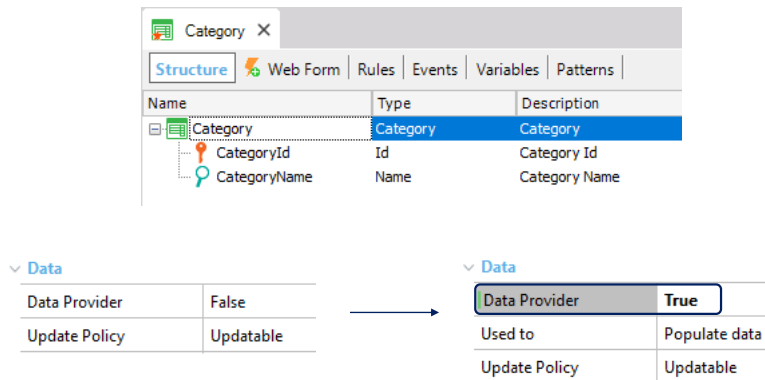 Category
Structure Web Form Rules Events Variables Patterns
Name Type Description
Category Category Category
CategoryId Id Category Id
CategoryName Name Category Name
Data
Data Provider False
Update Policy Updatable
Data
Data Provider True
Used to Populate data
Update Policy Updatable